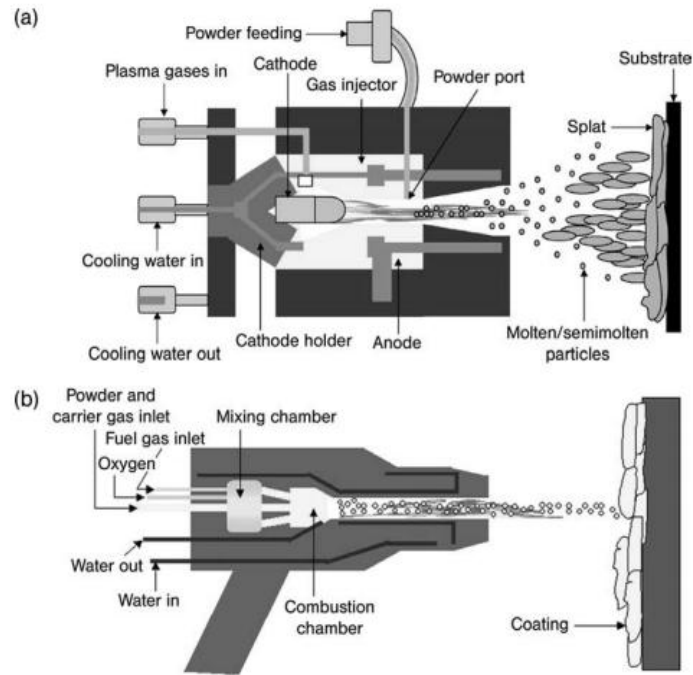 (a)
Powder feeding
Plasma gases in
Cathode
Gas injector
Powder port
Substrate
Splat
Cooling water in
Cooling water out
Cathode holder
Anode
Molten/semimolten
particles
(b)
Powder and
carrier gas inlet
Fuel gas inlet
Oxygen
Mixing chamber
Water out
Water in
Combustion
chamber
Coating